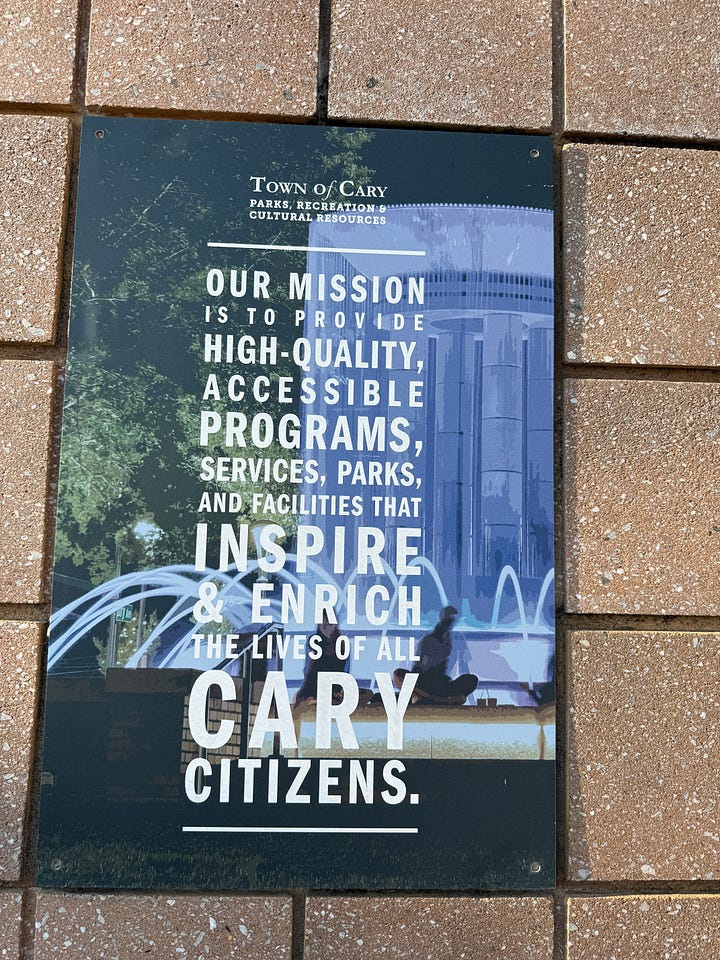 Town of Cary
PARKS, RECREATION &
CULTURAL RESOURCES
OUR MISSION
IS TO PROVIDE
HIGH-QUALITY,
ACCESSIBLE
PROGRAMS,
SERVICES, PARKS,
AND FACILITIES THAT
INSPIRE
& ENRICH
THE LIVES OF ALL
CARY
CITIZENS.